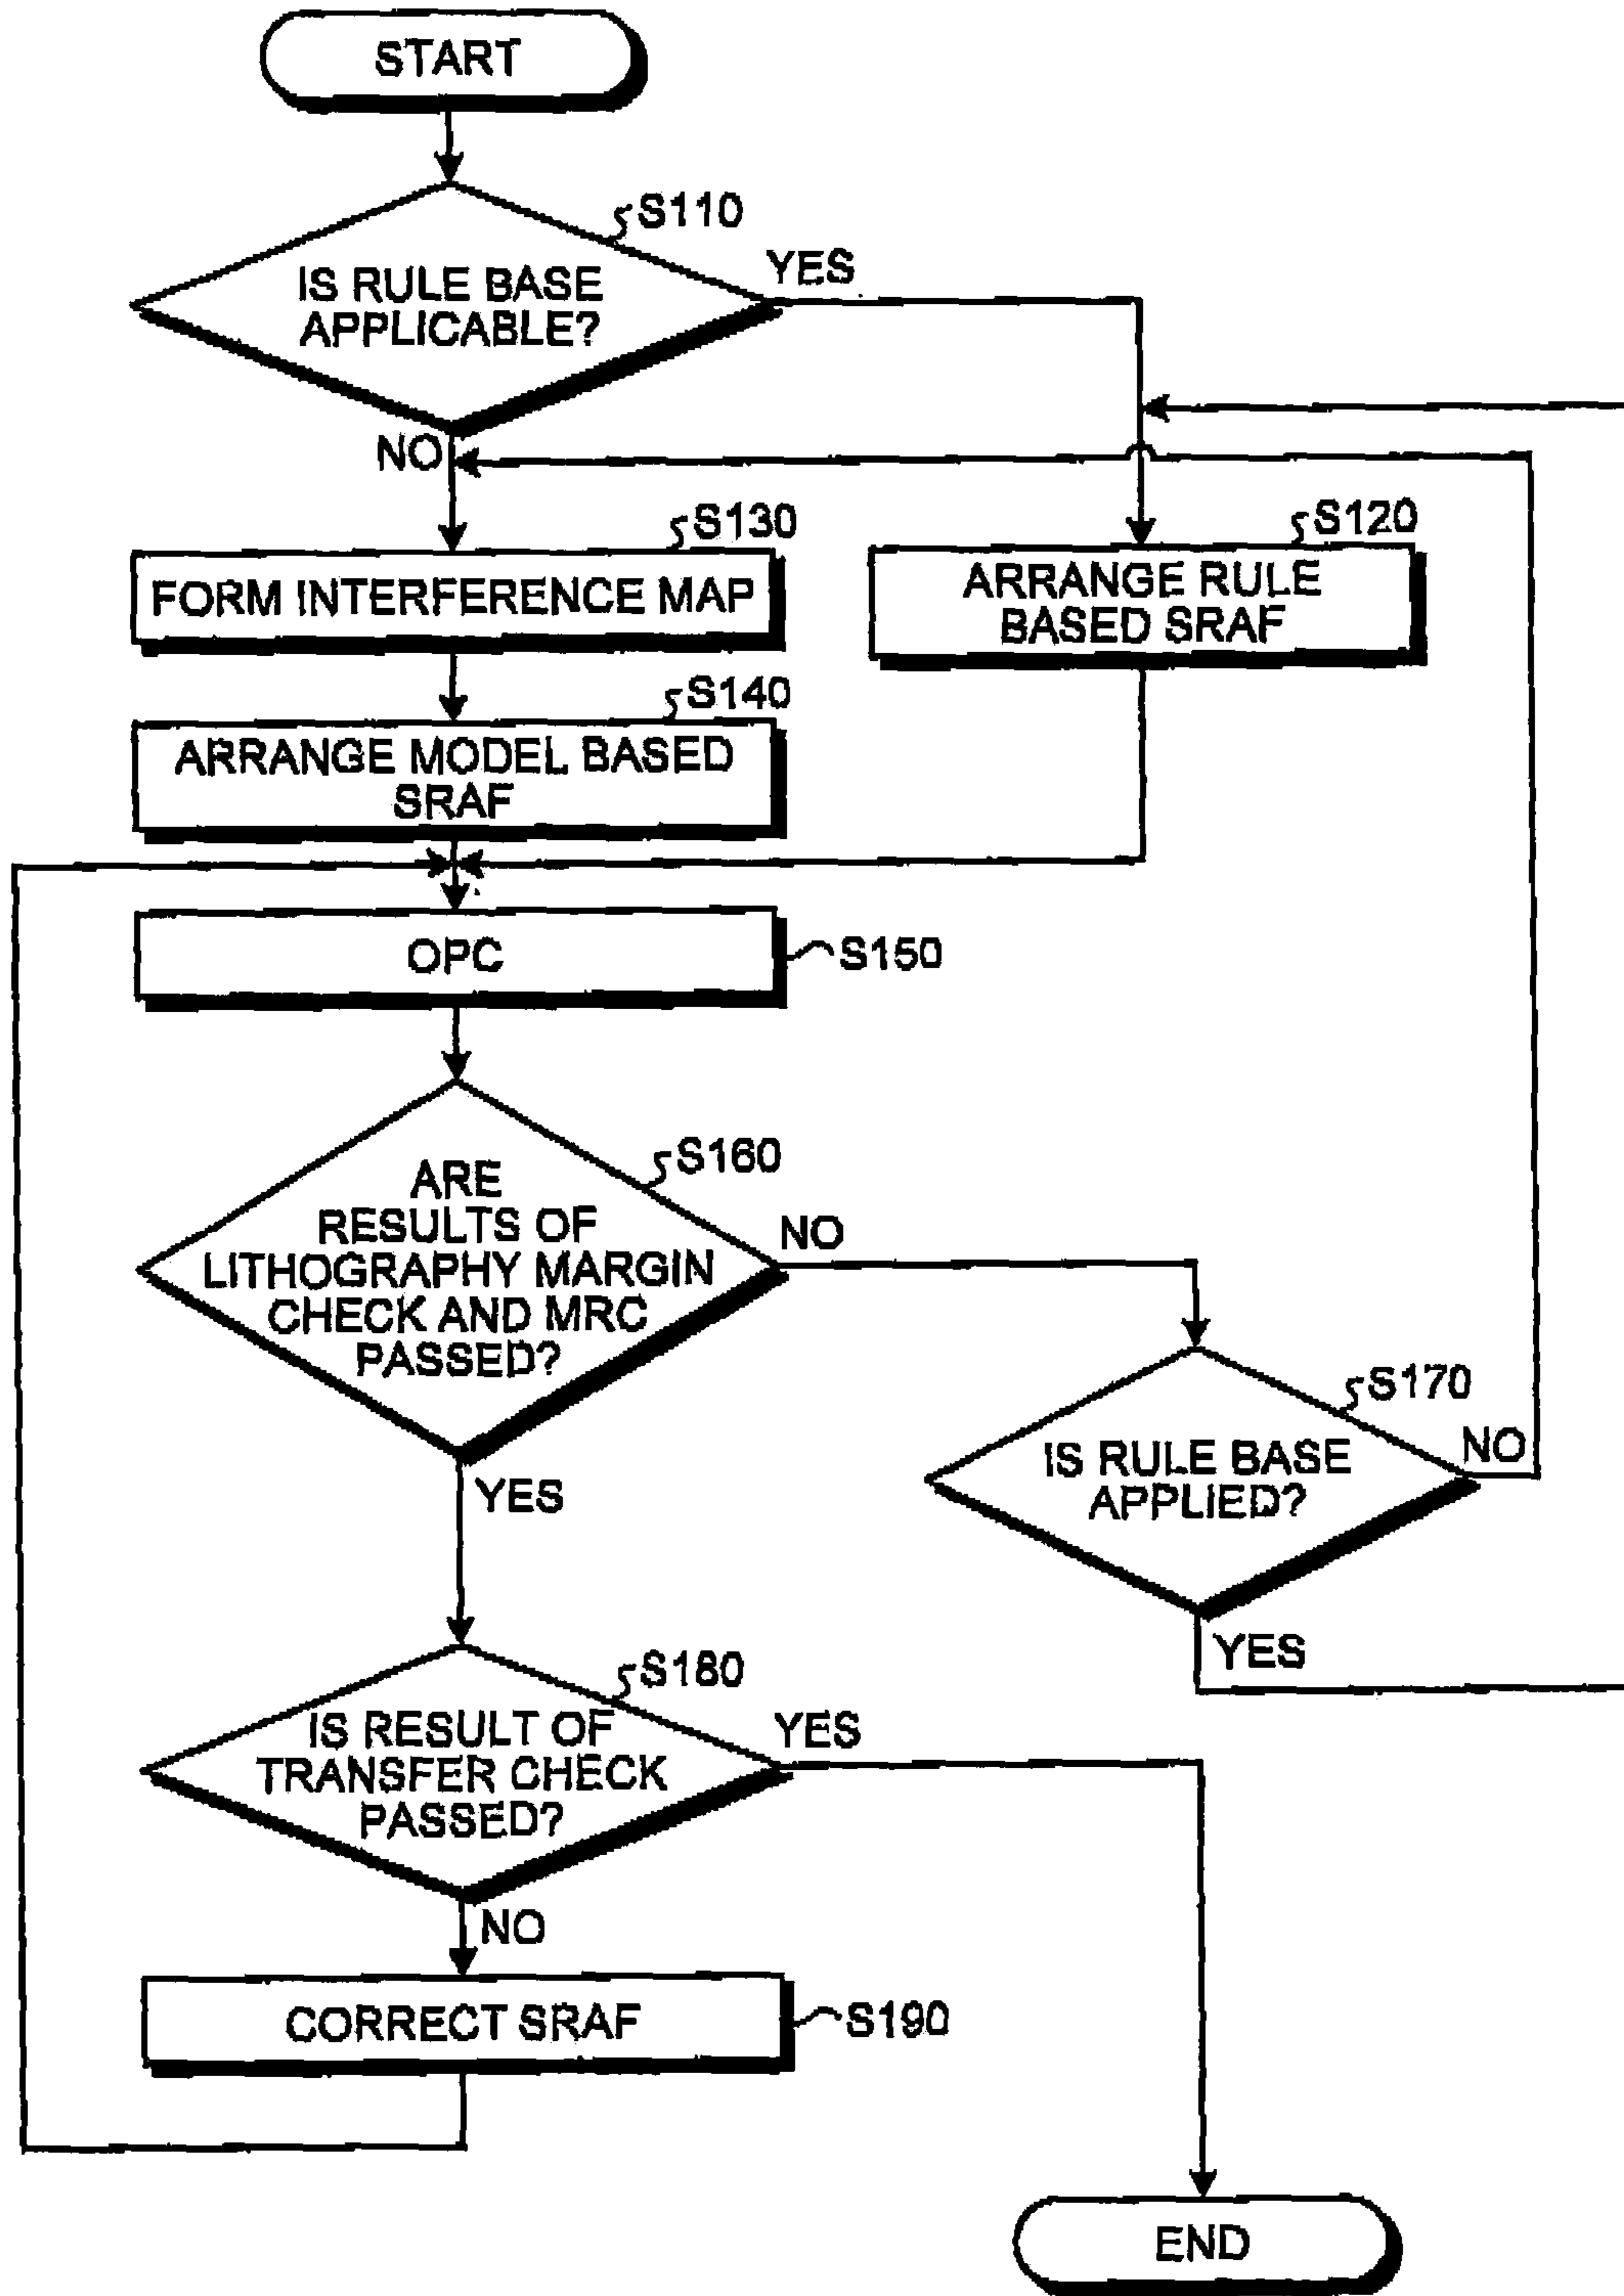 START
S110
IS RULE BASE
APPLICABLE?
YES
NO
S130
FORM INTERFERENCE MAP
S120
ARRANGE RULE
BASED SRAF
S140
ARRANGE MODEL BASED
SRAF
OPC
S150
S160
ARE
RESULTS OF
LITHOGRAPHY MARGIN
CHECK AND MRC
PASSED?
NO
YES
S170
IS RULE BASE
APPLIED?
NO
YES
S180
IS RESULT OF
TRANSFER CHECK
PASSED?
YES
NO
CORRECT SRAF
S190
END